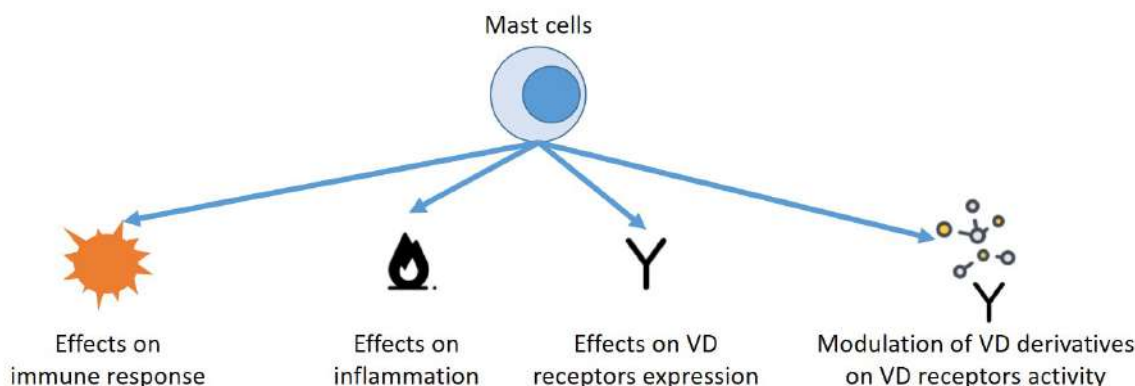 Mast cells
Effects on
immune response
Effects on
inflammation
Effects on VD
receptors expression
Modulation of VD derivatives
on VD receptors activity